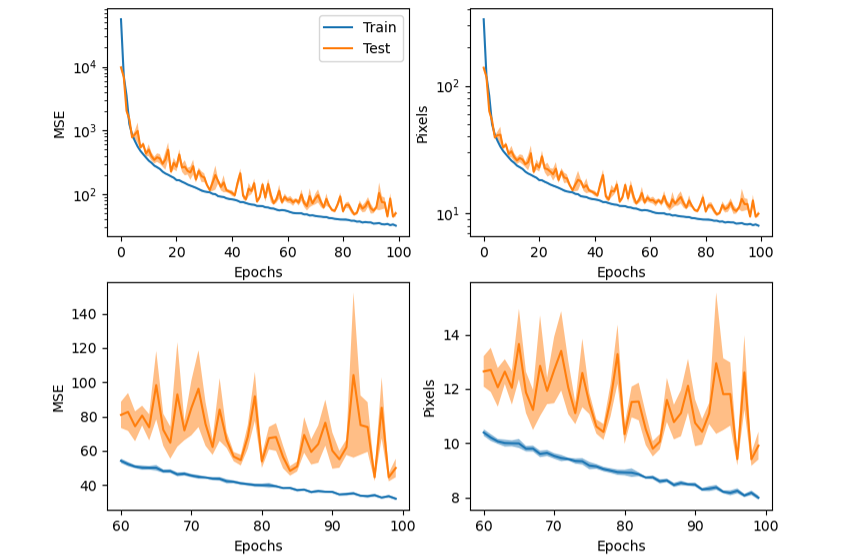 Train
Test
MSE
10^4
10^3
10^2
0 20 40 60 80 100
Epochs
Pixels
10^2
10^1
0 20 40 60 80 100
Epochs
MSE
140
120
100
80
60
40
60 70 80 90 100
Epochs
Pixels
14
12
10
8
60 70 80 90 100
Epochs